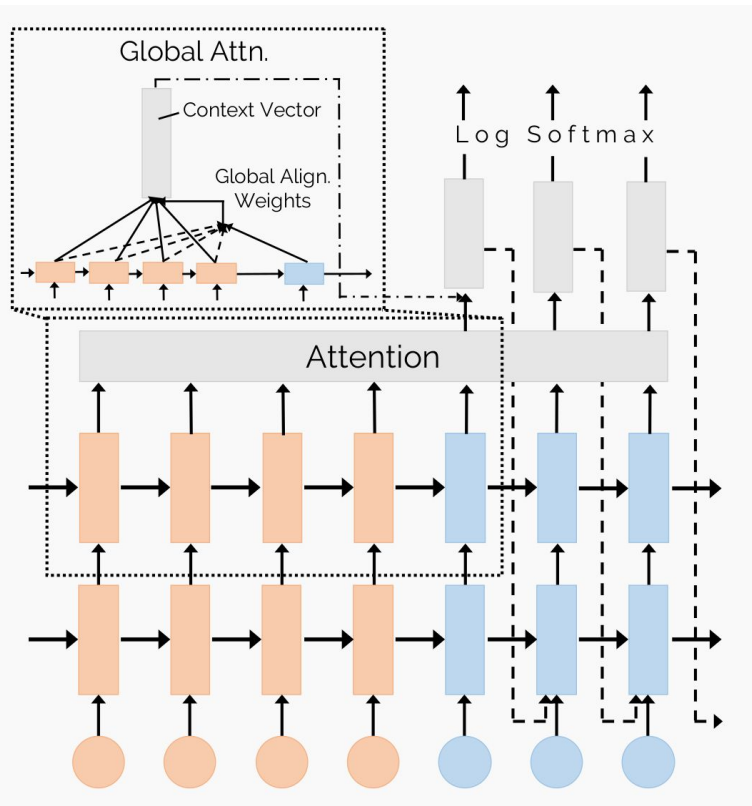 Global Attn.
Context Vector
Global Align.
Weights
Log Softmax
Attention